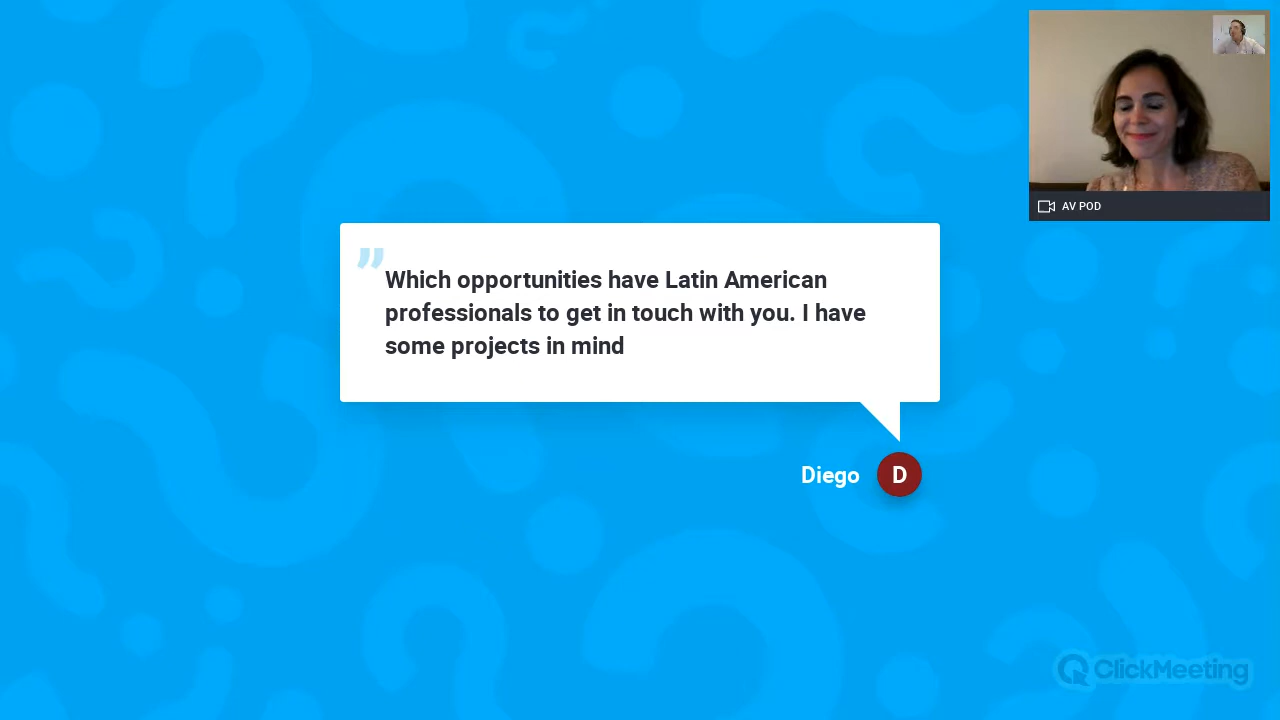 AV POD
”
Which opportunities have Latin American
professionals to get in touch with you. I have
some projects in mind
Diego
D
ClickMeeting